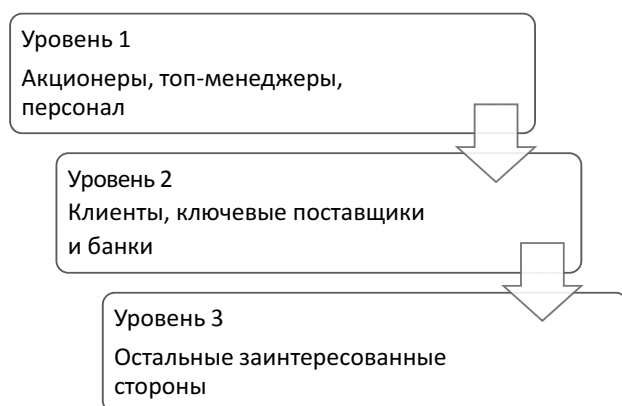 Уровень 1
Акционеры, топ-менеджеры,
персонал
Уровень 2
Клиенты, ключевые поставщики
и банки
Уровень 3
Остальные заинтересованные
стороны